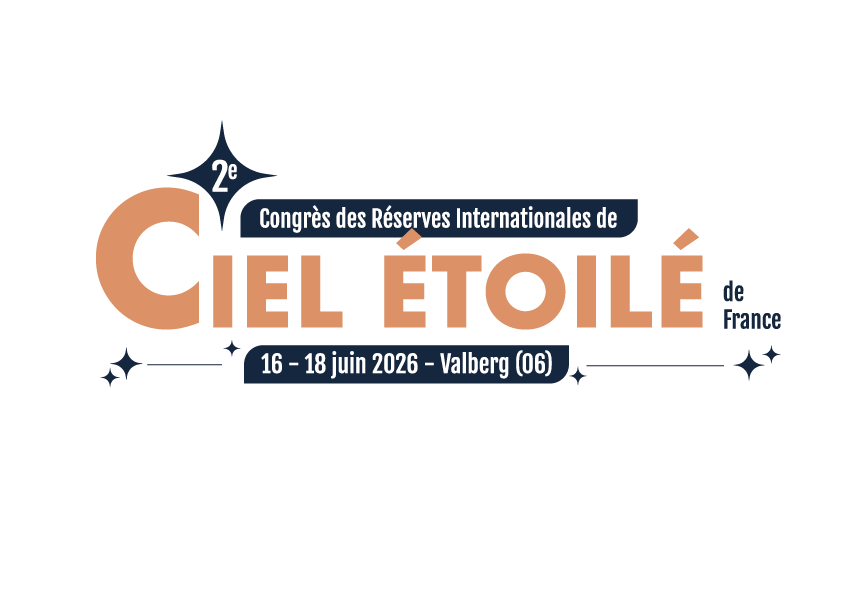 2e
Congrès des Réserves Internationales de
CIEL ÉTOILÉ
de
France
16 – 18 juin 2026 – Valberg (06)